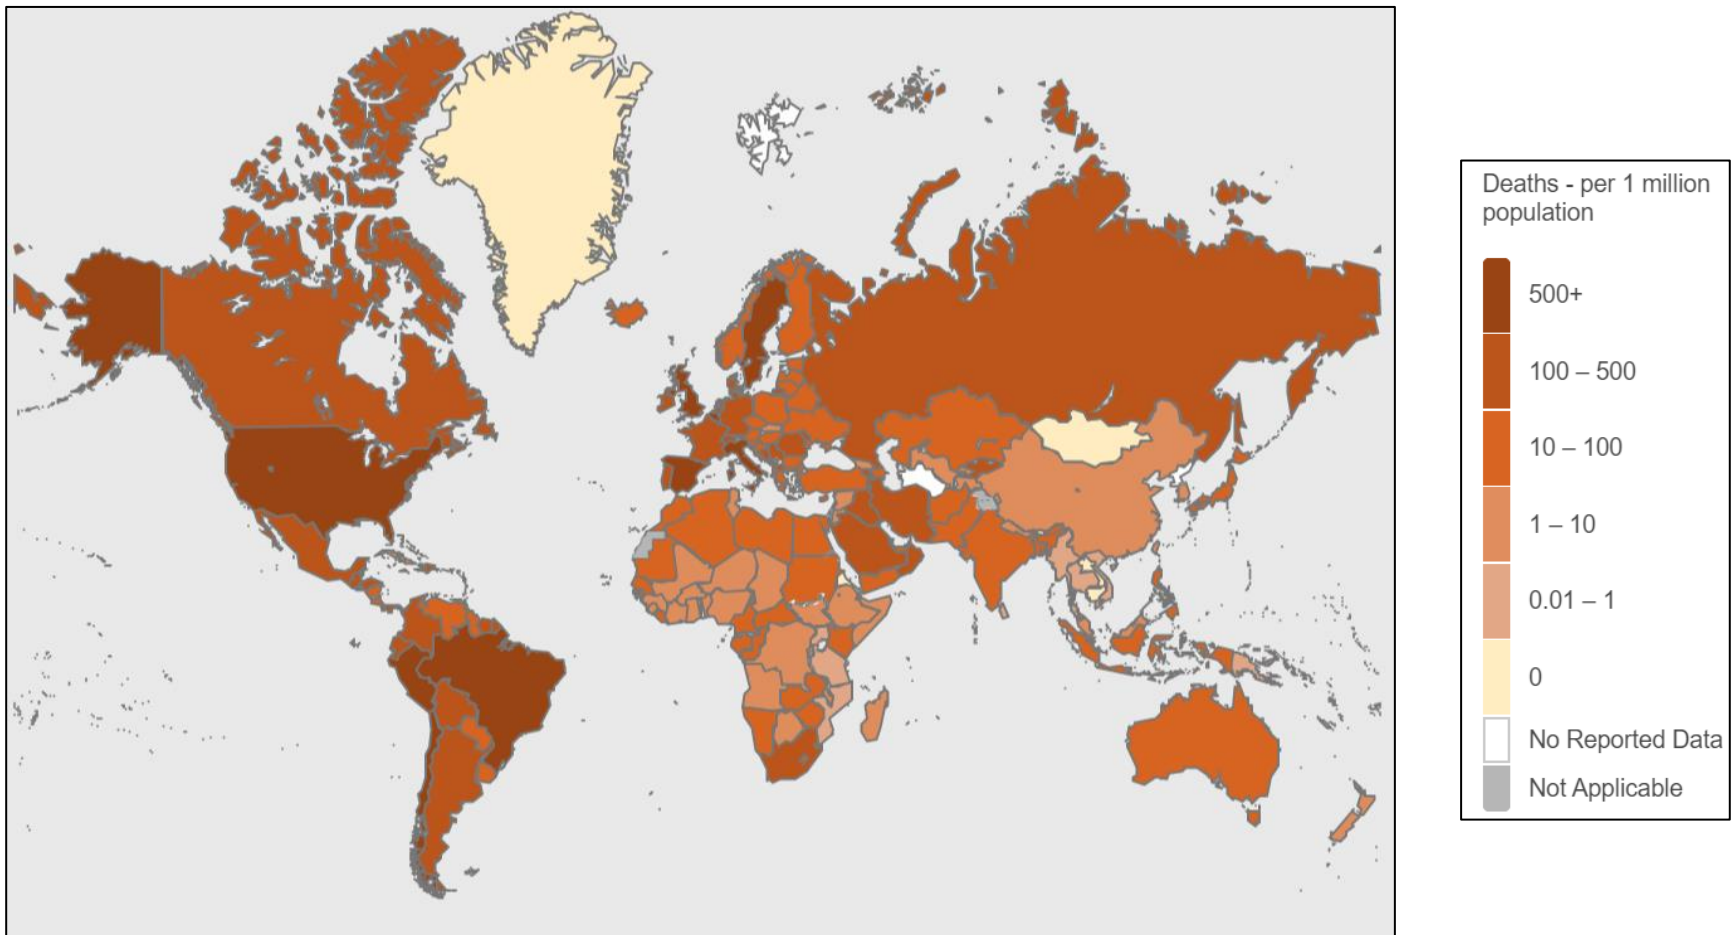 Deaths - per 1 million
population
500+
100 – 500
10 – 100
1 – 10
0.01 – 1
0
No Reported Data
Not Applicable